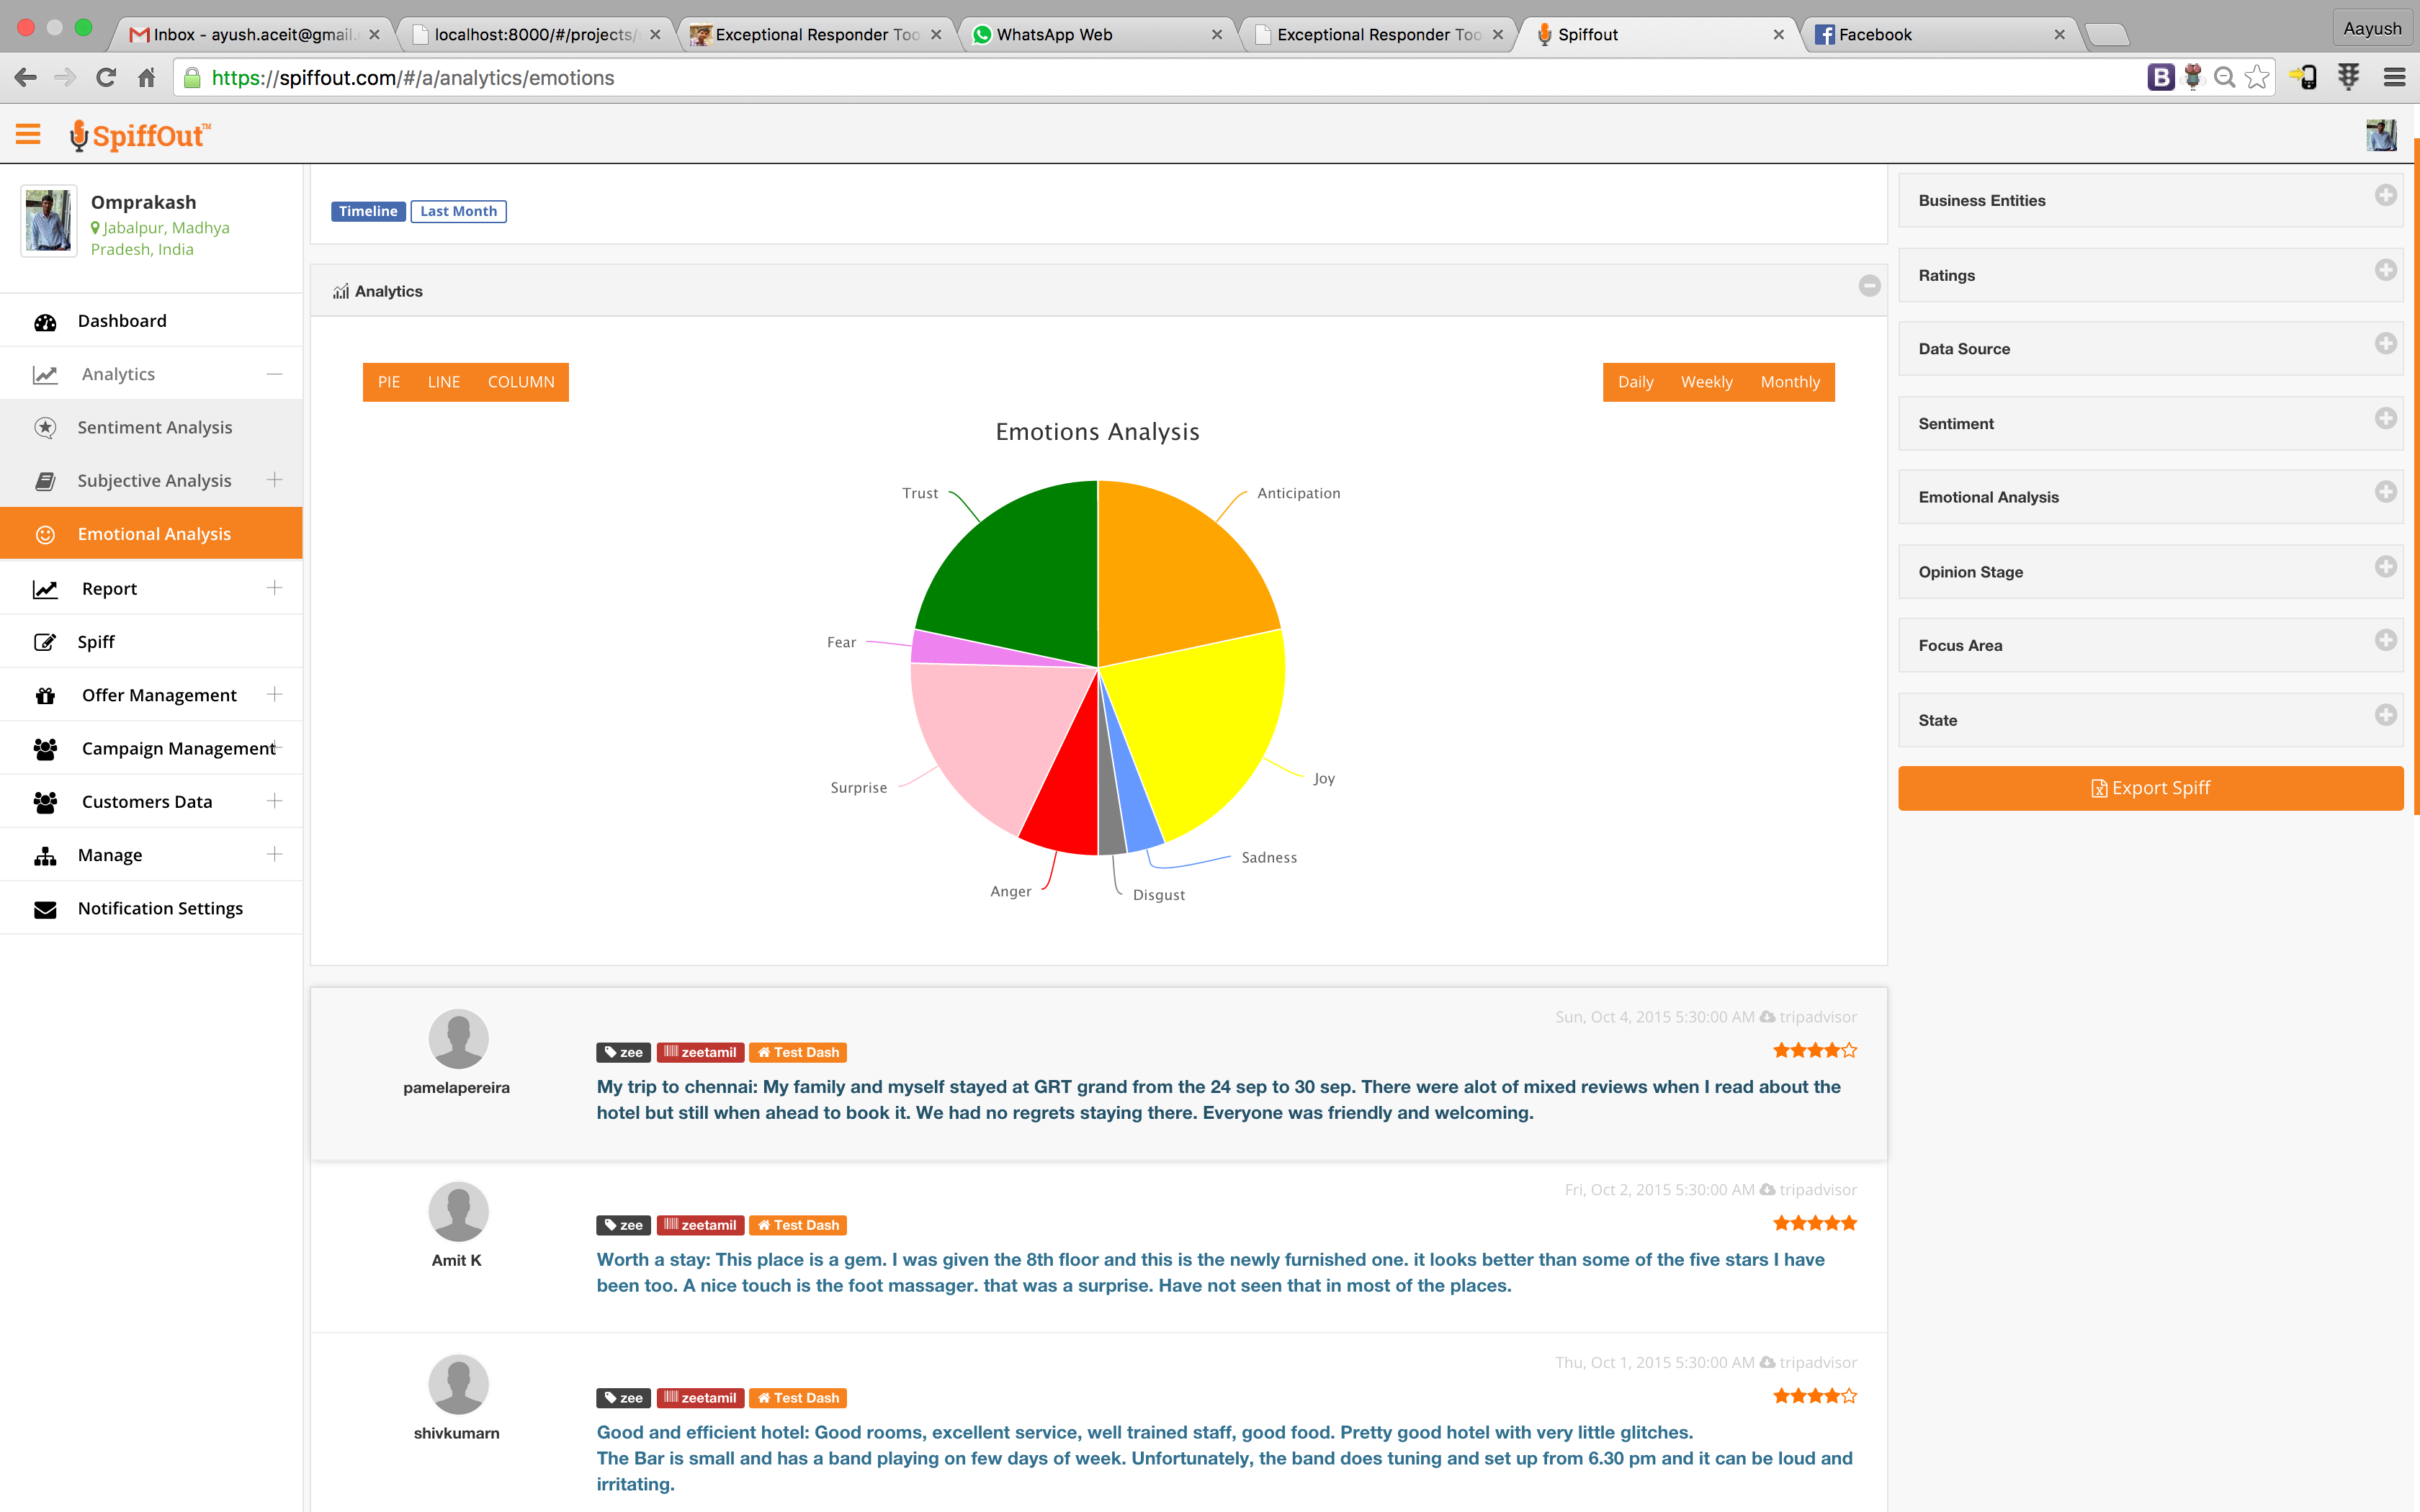 Inbox - ayush.aceit@gmail.
localhost:8000/#/projects/
Exceptional Responder Too
WhatsApp Web
Exceptional Responder Too
Spiffout
Facebook
Aayush
https://spiffout.com/#/a/analytics/emotions
SpiffOut™
Omprakash
Jabalpur, Madhya
Pradesh, India
Dashboard
Analytics
Sentiment Analysis
Subjective Analysis
Emotional Analysis
Report
Spiff
Offer Management
Campaign Management
Customers Data
Manage
Notification Settings
Timeline Last Month
Analytics
PIE LINE COLUMN
Daily Weekly Monthly
Emotions Analysis
Trust
Anticipation
Fear
Surprise
Joy
Sadness
Anger
Disgust
Sun, Oct 4, 2015 5:30:00 AM tripadvisor
zee zeetamil Test Dash
pamelapereira
My trip to chennai: My family and myself stayed at GRT grand from the 24 sep to 30 sep. There were alot of mixed reviews when I read about the
hotel but still when ahead to book it. We had no regrets staying there. Everyone was friendly and welcoming.
Fri, Oct 2, 2015 5:30:00 AM tripadvisor
zee zeetamil Test Dash
Amit K
Worth a stay: This place is a gem. I was given the 8th floor and this is the newly furnished one. it looks better than some of the five stars I have
been too. A nice touch is the foot massager. that was a surprise. Have not seen that in most of the places.
Thu, Oct 1, 2015 5:30:00 AM tripadvisor
zee zeetamil Test Dash
shivkumarn
Good and efficient hotel: Good rooms, excellent service, well trained staff, good food. Pretty good hotel with very little glitches.
The Bar is small and has a band playing on few days of week. Unfortunately, the band does tuning and set up from 6.30 pm and it can be loud and
irritating.
Business Entities
Ratings
Data Source
Sentiment
Emotional Analysis
Opinion Stage
Focus Area
State
Export Spiff